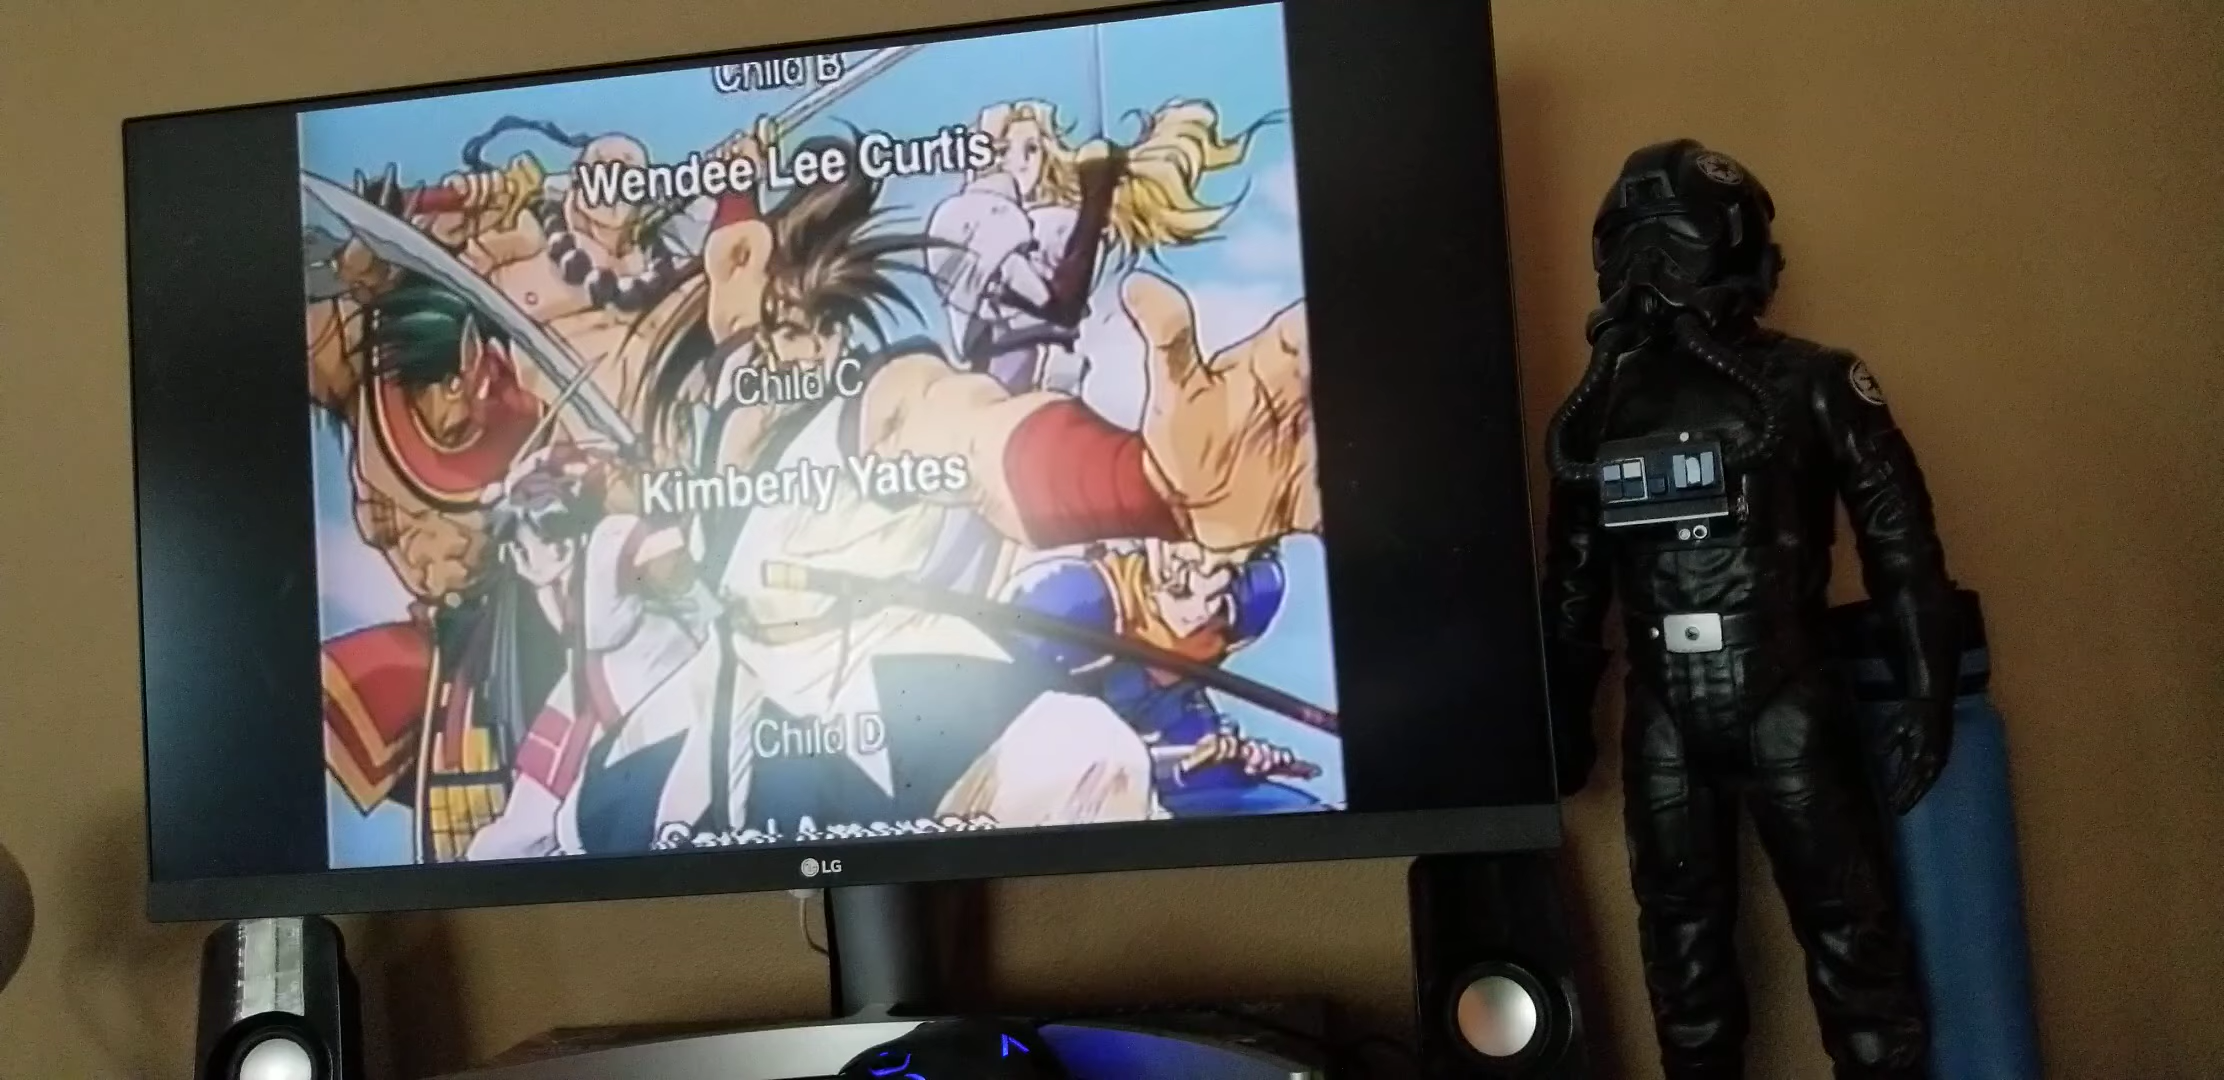 Child B
Wendee Lee Curtis
Child C
Kimberly Yates
Child D
LG